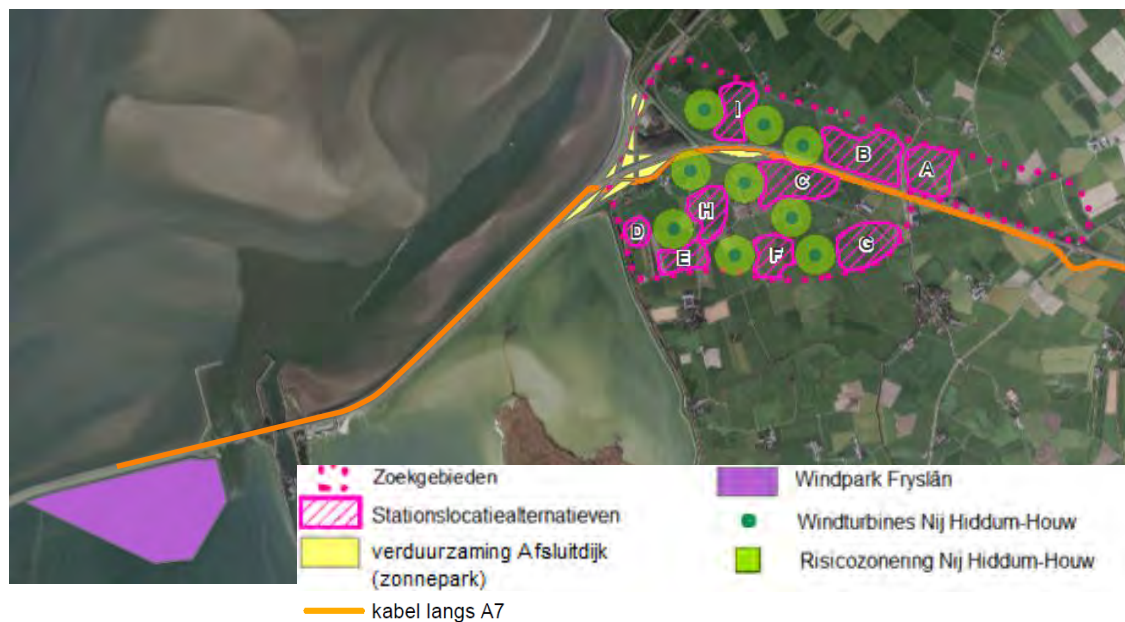 I
B
A
C
H
D
E
F
G
Zoekgebieden
Stationslocatiealternatieven
verduurzaming Afsluitdijk
(zonnepark)
kabel langs A7
Windpark Fryslân
Windturbines Nij Hiddum-Houw
Risicozonering Nij Hiddum-Houw